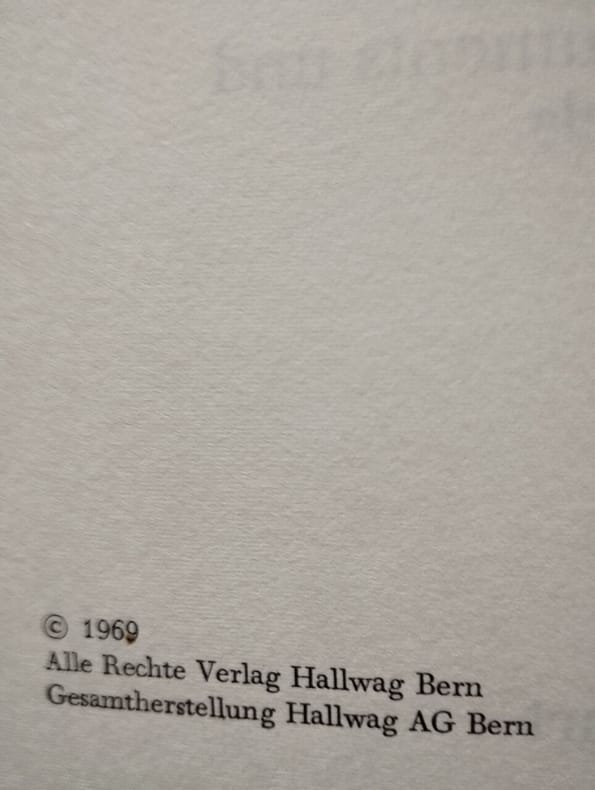 © 1969
Alle Rechte Verlag Hallwag Bern
Gesamtherstellung Hallwag AG Bern